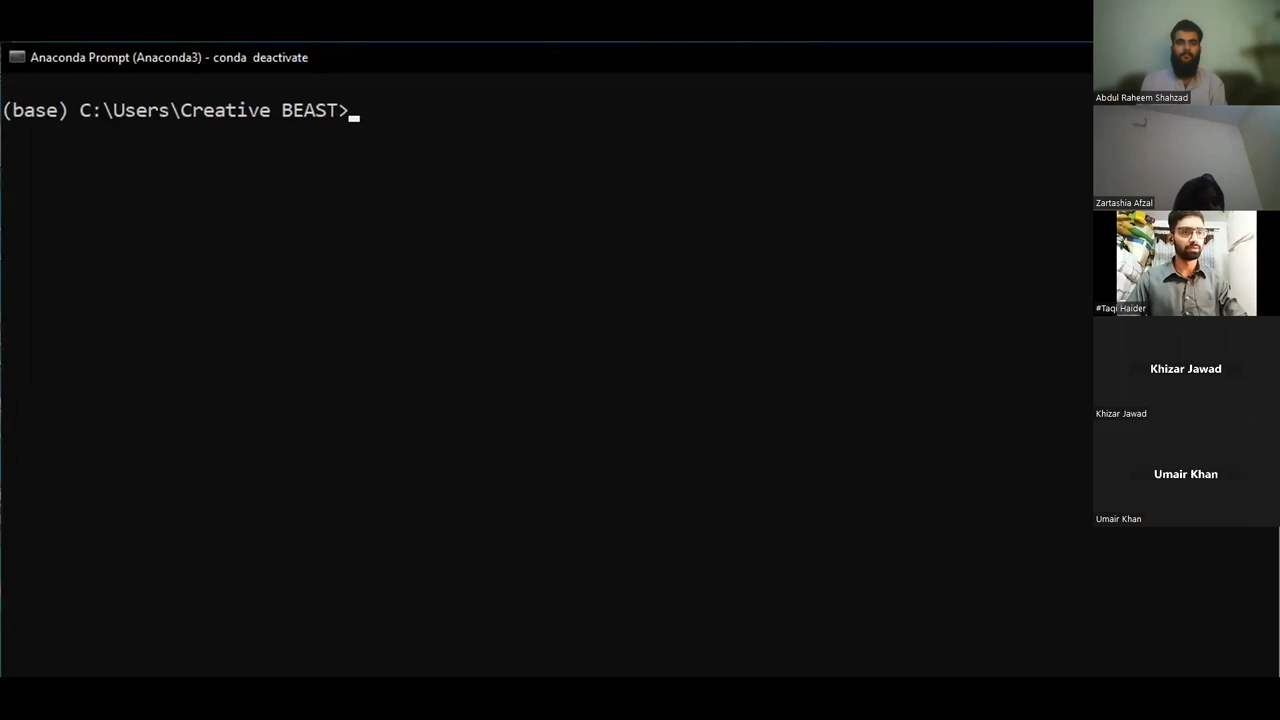 Anaconda Prompt (Anaconda3) - conda  deactivate
(base) C:\Users\Creative BEAST>
Abdul Raheem Shahzad
Zartashia Afzal
#Taqi Haider
Khizar Jawad
Khizar Jawad
Umair Khan
Umair Khan